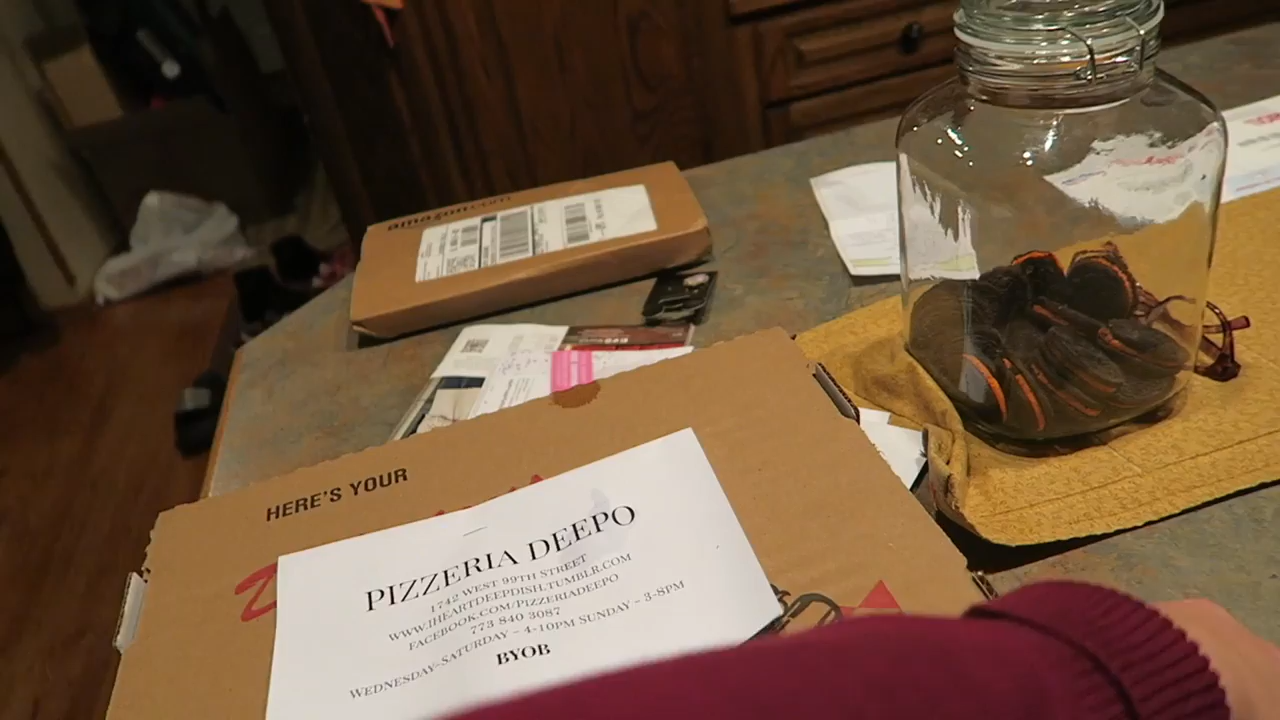 amazon.com
HERE'S YOUR
PIZZERIA DEEPO
1742 WEST 99TH STREET
WWW.IHEARTDEEPDISH.TUMBLR.COM
FACEBOOK.COM/PIZZERIADEEPO
773 840 3087
WEDNESDAY-SATURDAY - 4-10PM SUNDAY - 3-8PM
BYOB